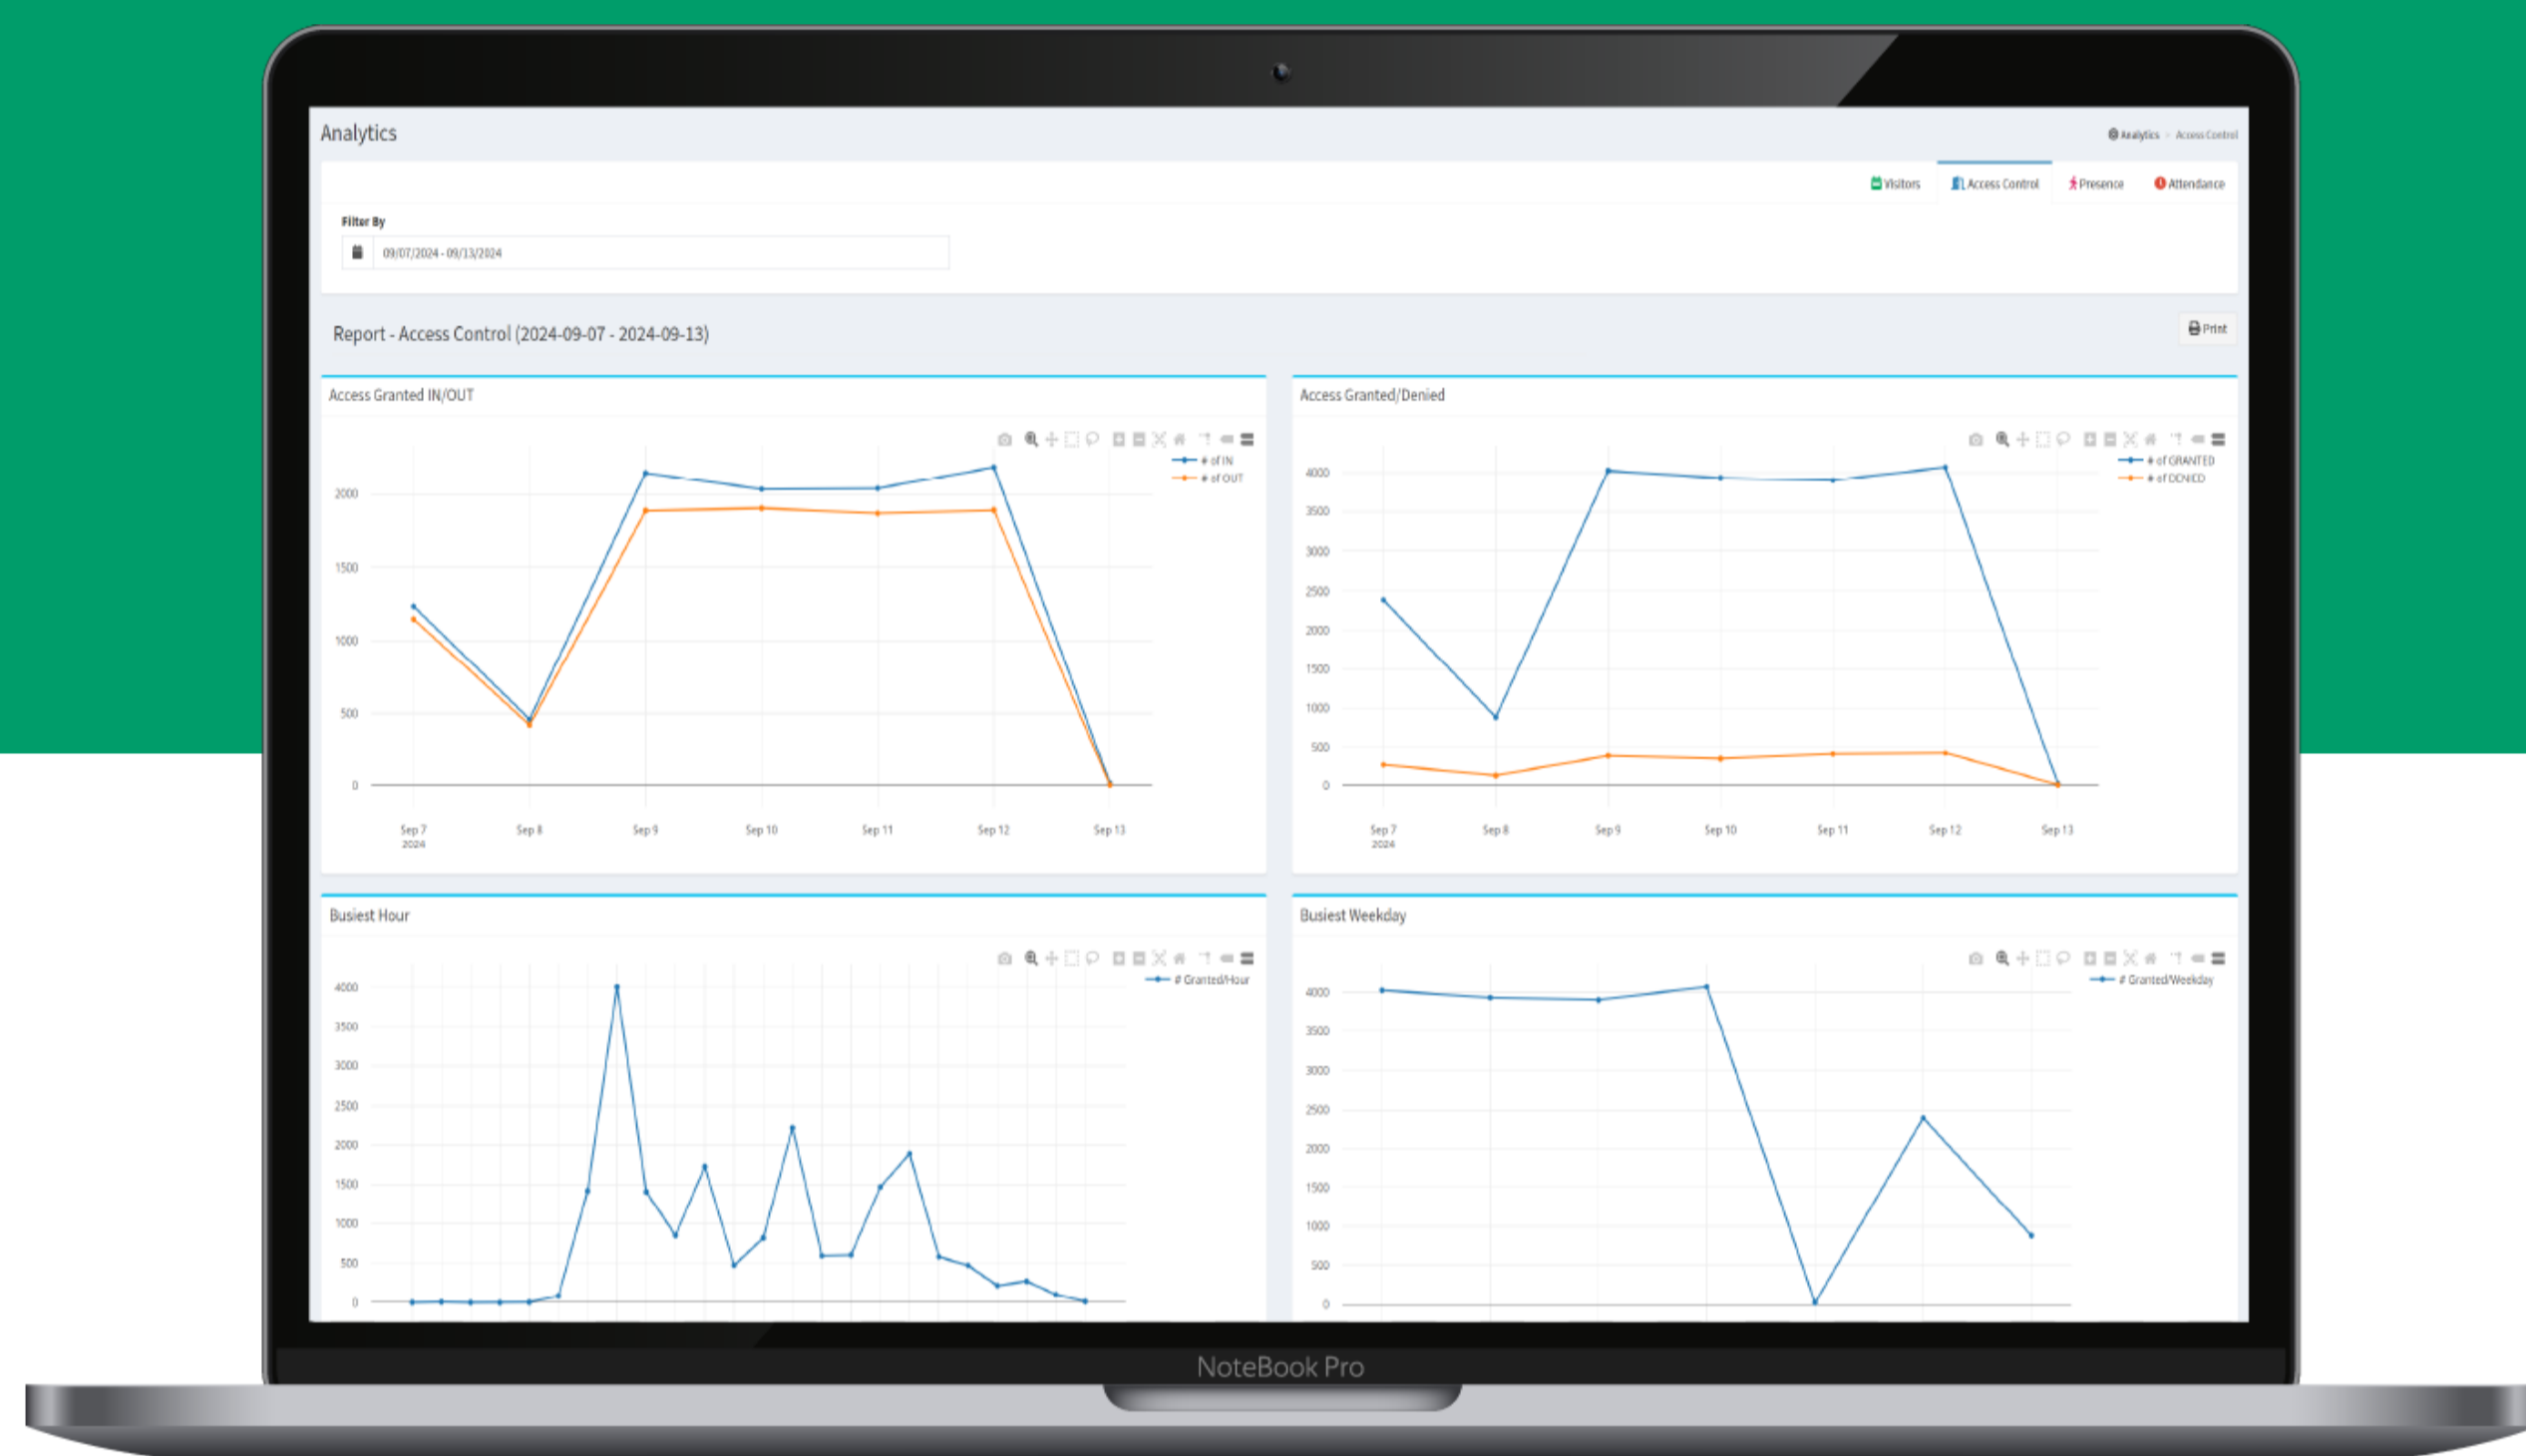 Analytics
Analytics > Access Control
Visitors
Access Control
Presence
Attendance
Filter By
09/07/2024 - 09/13/2024
Report - Access Control (2024-09-07 - 2024-09-13)
Print
Access Granted IN/OUT
# of IN
# of OUT
2000
1500
1000
500
0
Sep 7 Sep 8 Sep 9 Sep 10 Sep 11 Sep 12 Sep 13
2024
Access Granted/Denied
# of GRANTED
# of DENIED
4000
3500
3000
2500
2000
1500
1000
500
0
Sep 7 Sep 8 Sep 9 Sep 10 Sep 11 Sep 12 Sep 13
2024
Busiest Hour
# Granted/Hour
4000
3500
3000
2500
2000
1500
1000
500
0
Busiest Weekday
# Granted/Weekday
4000
3500
3000
2500
2000
1500
1000
500
0
NoteBook Pro